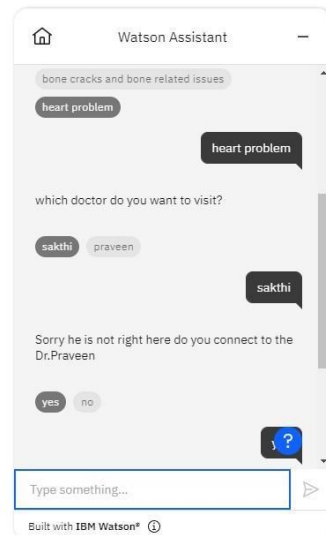 Watson Assistant
bone cracks and bone related issues
heart problem
heart problem
which doctor do you want to visit?
sakthi praveen
sakthi
Sorry he is not right here do you connect to the
Dr.Praveen
yes no
?
Type something...
Built with IBM Watson®